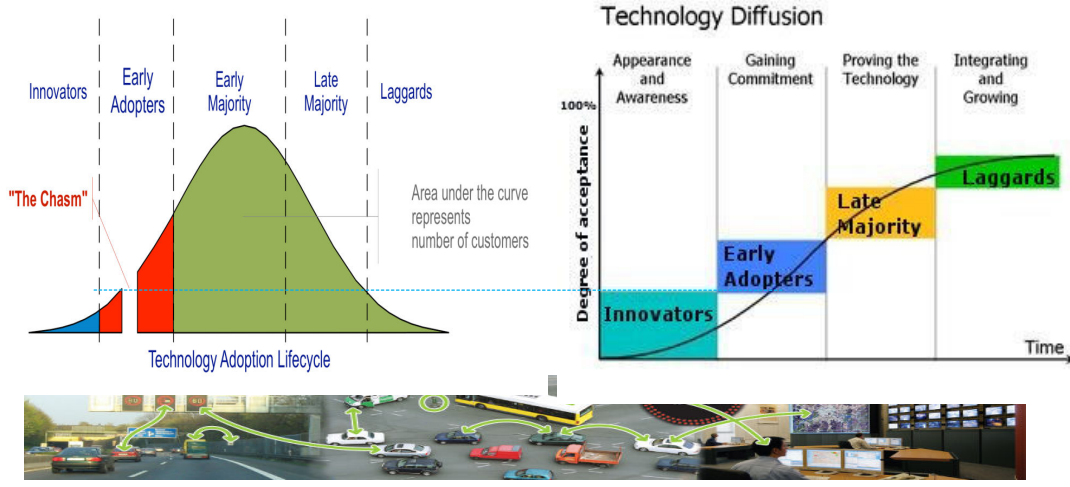 Innovators
Early
Adopters
Early
Majority
Late
Majority
Laggards
"The Chasm"
Area under the curve
represents
number of customers
Technology Adoption Lifecycle
Technology Diffusion
Appearance
and
Awareness
Gaining
Commitment
Proving the
Technology
Integrating
and
Growing
100%
Degree of acceptance
Innovators
Early
Adopters
Late
Majority
Laggards
Time